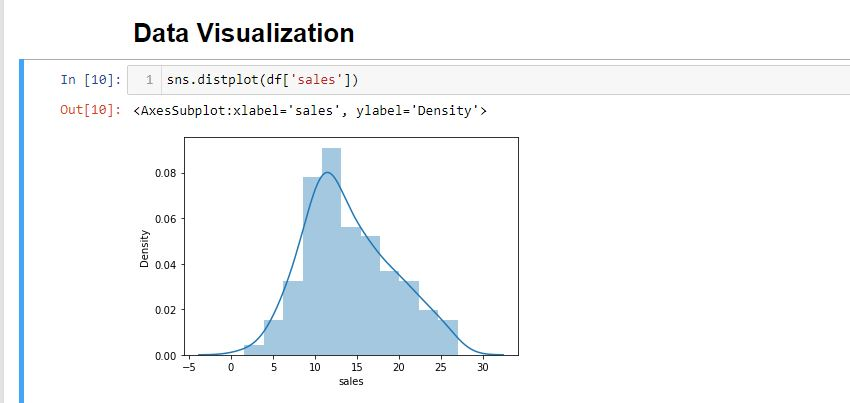 Data Visualization
In [10]: 1 sns.distplot(df['sales'])
Out[10]: <AxesSubplot:xlabel='sales', ylabel='Density'>
0.08
0.06
0.04
0.02
0.00
Density
−5 0 5 10 15 20 25 30
sales